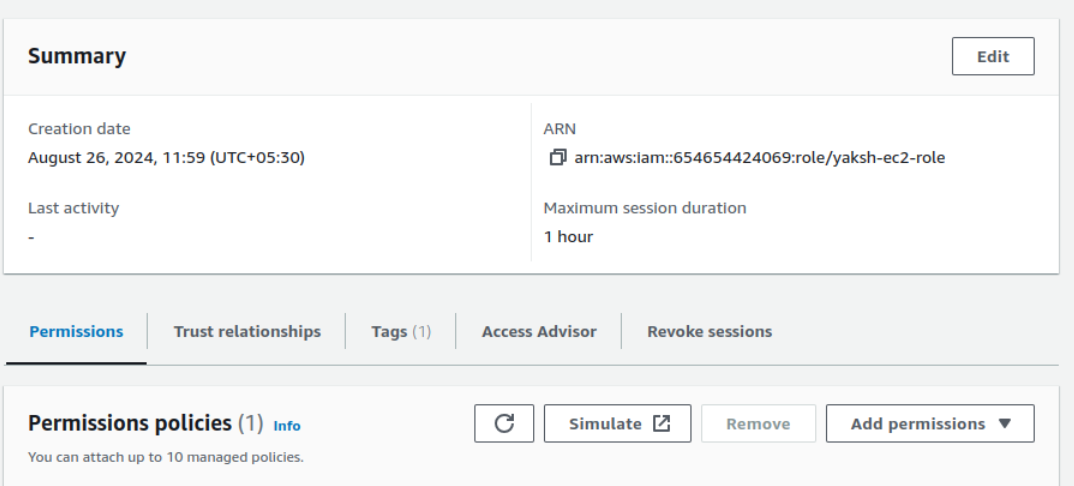 Summary
Edit
Creation date
August 26, 2024, 11:59 (UTC+05:30)
ARN
arn:aws:iam::654654424069:role/yaksh-ec2-role
Last activity
-
Maximum session duration
1 hour
Permissions
Trust relationships
Tags (1)
Access Advisor
Revoke sessions
Permissions policies (1) Info
Simulate
Remove
Add permissions
You can attach up to 10 managed policies.